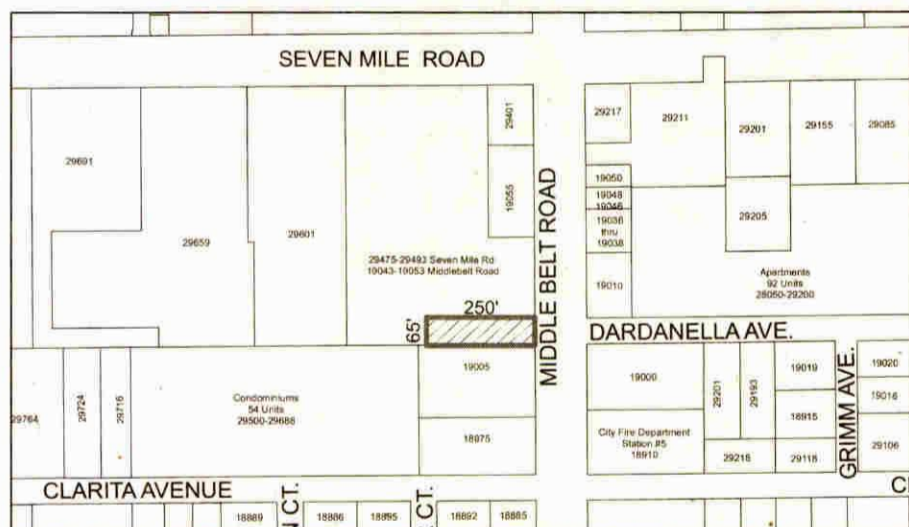 SEVEN MILE ROAD
29691
29659
29601
29401
19055
29475-29493 Seven Mile Rd
19043-19053 Middlebelt Road
250'
65'
MIDDLE BELT ROAD
29217
29211
29201
29155
29085
19050
19048
19046
19036
thru
19038
19010
29205
Apartments
92 Units
28050-29200
DARDANELLA AVE.
29764
29724
29716
Condominiums
54 Units
29500-29688
19005
18975
19000
City Fire Department
Station #5
18910
29201
29193
29218
19019
18915
29118
GRIMM AVE.
19020
19016
29106
CLARITA AVENUE
N CT.
CT.
18889
18886
18895
18892
18885